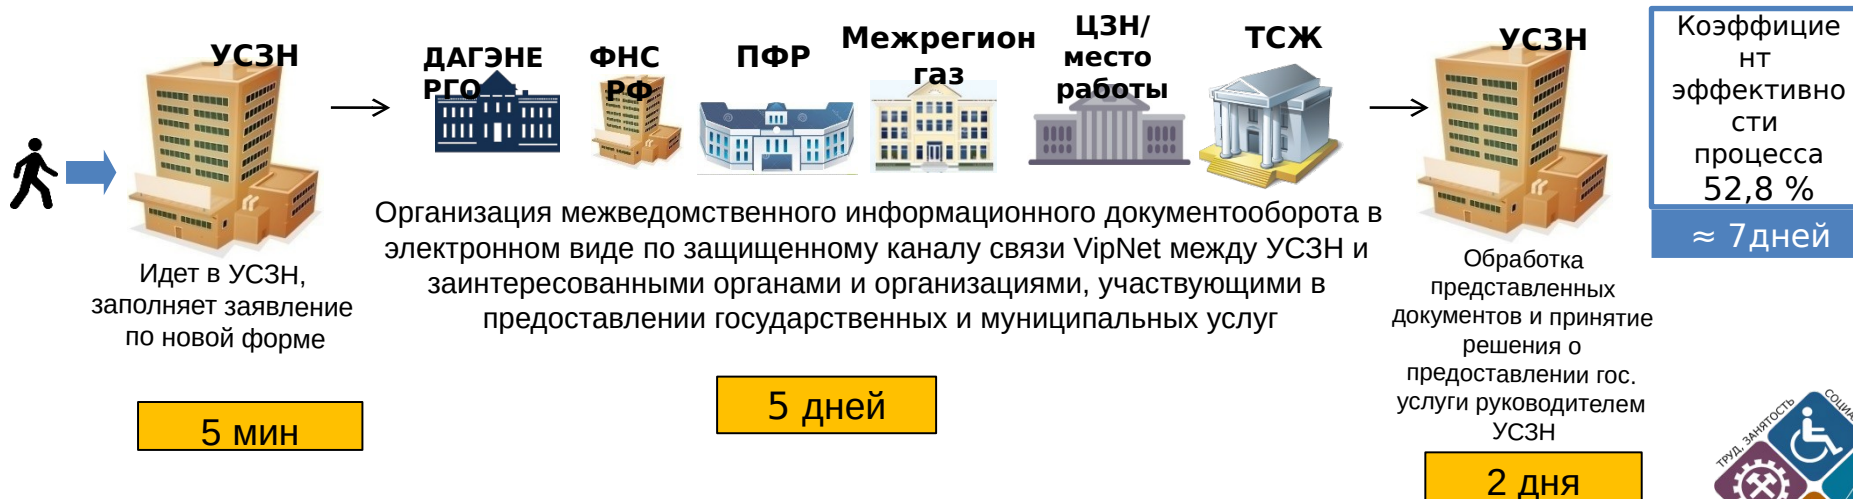 УСЗН
ДАГЭНЕ
РГО
ФНС
РФ
ПФР
Межрегион
газ
ЦЗН/
место
работы
ТСЖ
УСЗН
Коэффицие
нт
эффективно
сти
процесса
52,8 %
≈ 7дней
Идет в УСЗН,
заполняет заявление
по новой форме
Организация межведомственного информационного документооборота в
электронном виде по защищенному каналу связи VipNet между УСЗН и
заинтересованными органами и организациями, участвующими в
предоставлении государственных и муниципальных услуг
Обработка
представленных
документов и принятие
решения о
предоставлении гос.
услуги руководителем
УСЗН
5 мин
5 дней
2 дня
ТРУД, ЗАНЯТОСТЬ